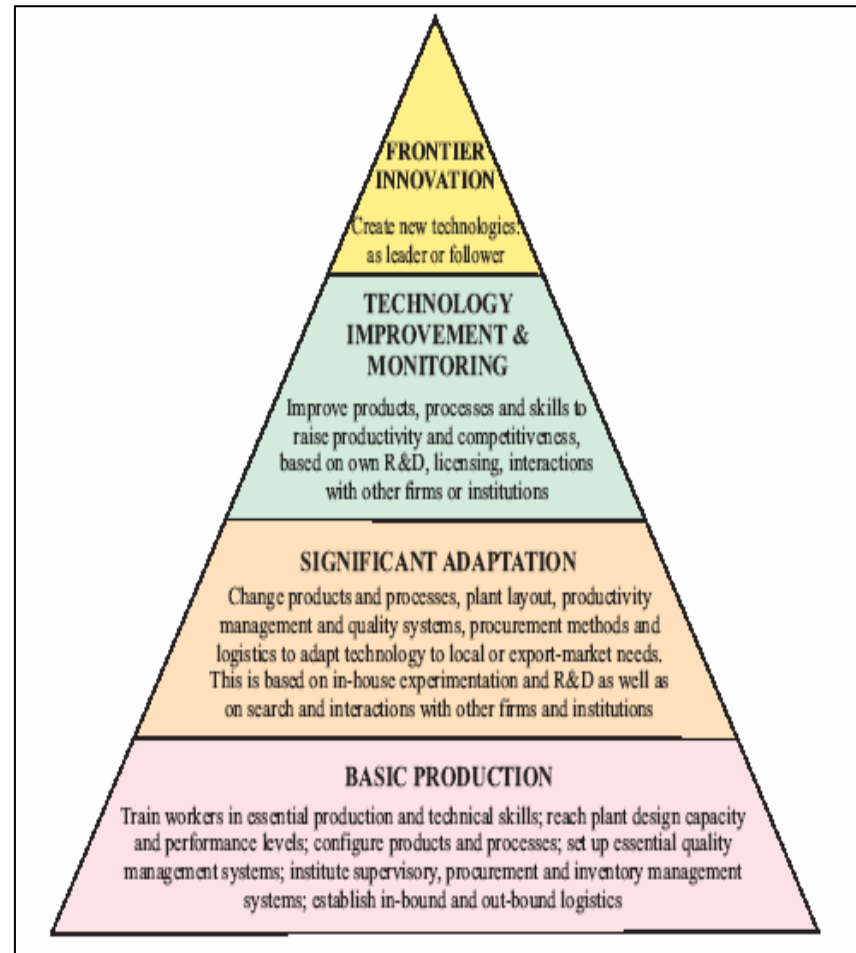 FRONTIER
INNOVATION
Create new technologies:
as leader or follower
TECHNOLOGY
IMPROVEMENT &
MONITORING
Improve products, processes and skills to
raise productivity and competitiveness,
based on own R&D, licensing, interactions
with other firms or institutions
SIGNIFICANT ADAPTATION
Change products and processes, plant layout, productivity
management and quality systems, procurement methods and
logistics to adapt technology to local or export-market needs.
This is based on in-house experimentation and R&D as well as
on search and interactions with other firms and institutions
BASIC PRODUCTION
Train workers in essential production and technical skills; reach plant design capacity
and performance levels; configure products and processes; set up essential quality
management systems; institute supervisory, procurement and inventory management
systems; establish in-bound and out-bound logistics